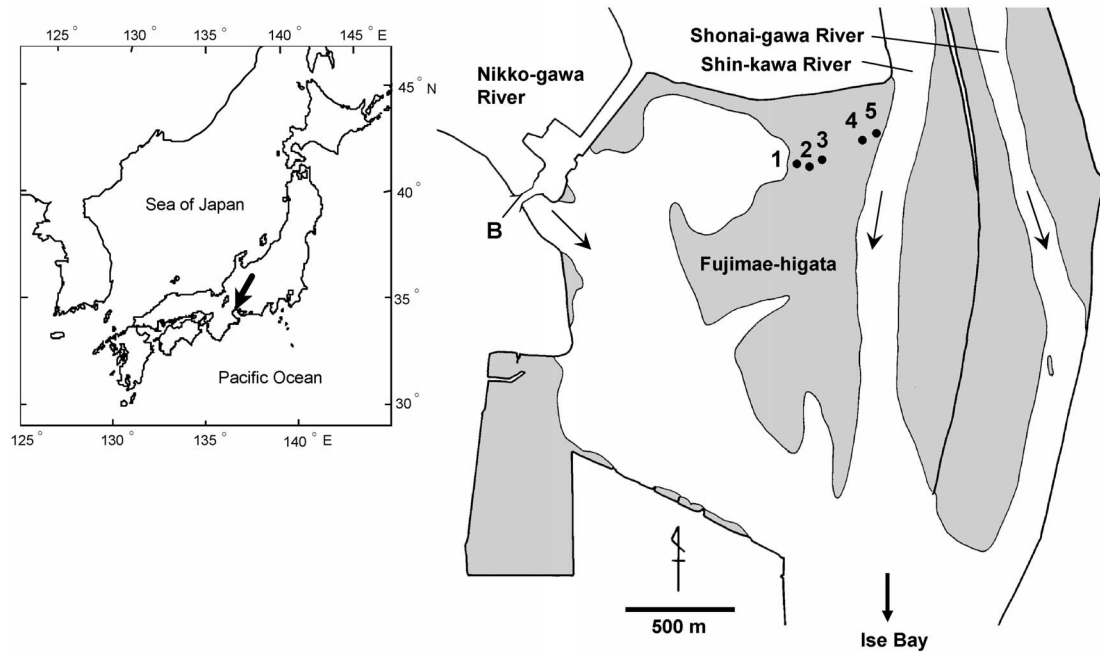 125 ° 130 ° 135 ° 140 ° 145 ° E
45 ° N
40 °
35 °
30 °
125 ° 130 ° 135 ° 140 ° E
Sea of Japan
Pacific Ocean
Shonai-gawa River
Shin-kawa River
Nikko-gawa
River
1 2 3 4 5
B
Fujimae-higata
500 m
Ise Bay